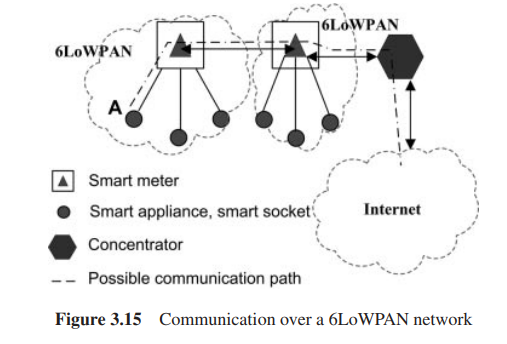 6LoWPAN
6LoWPAN
A
Smart meter
Smart appliance, smart socket
Concentrator
Possible communication path
Internet
Figure 3.15 Communication over a 6LoWPAN network